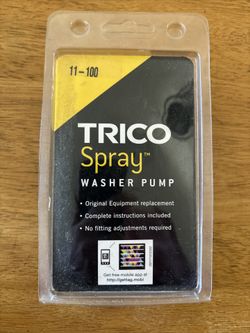 11-100
TRICO
Spray™
WASHER PUMP
• Original Equipment replacement
• Complete instructions included
• No fitting adjustments required
Get free mobile app at
http://gettag.mobi